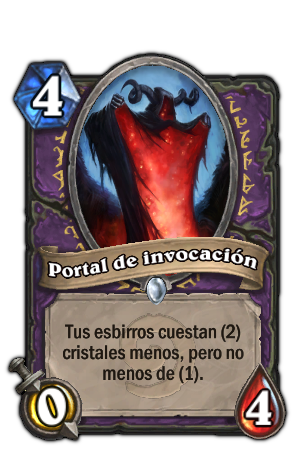 4
Portal de invocación
Tus esbirros cuestan (2)
cristales menos, pero no
menos de (1).
0
4